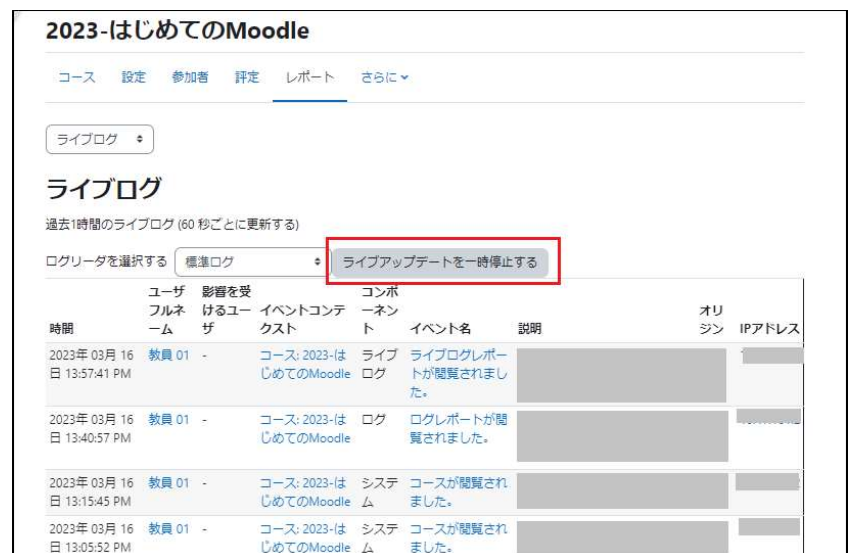 2023-はじめてのMoodle
コース 設定 参加者 評定 レポート さらに
ライブログ
ライブログ
過去1時間のライブログ (60 秒ごとに更新する)
ログリーダを選択する 標準ログ ライブアップデートを一時停止する
ユーザ 影響を受 コンポ
フルネ けるユー イベントコンテ ーネン オリ
時間 ーム ザ クスト ト イベント名 説明 ジン IPアドレス
2023年 03月 16 教員 01 - コース: 2023-は ライブ ライブログレポー
日 13:57:41 PM じめてのMoodle ログ トが閲覧されまし
た。
2023年 03月 16 教員 01 - コース: 2023-は ログ ログレポートが閲
日 13:40:57 PM じめてのMoodle 覧されました。
2023年 03月 16 教員 01 - コース: 2023-は システ コースが閲覧され
日 13:15:45 PM じめてのMoodle ム ました。
2023年 03月 16 教員 01 - コース: 2023-は システ コースが閲覧され
日 13:05:52 PM じめてのMoodle ム ました。